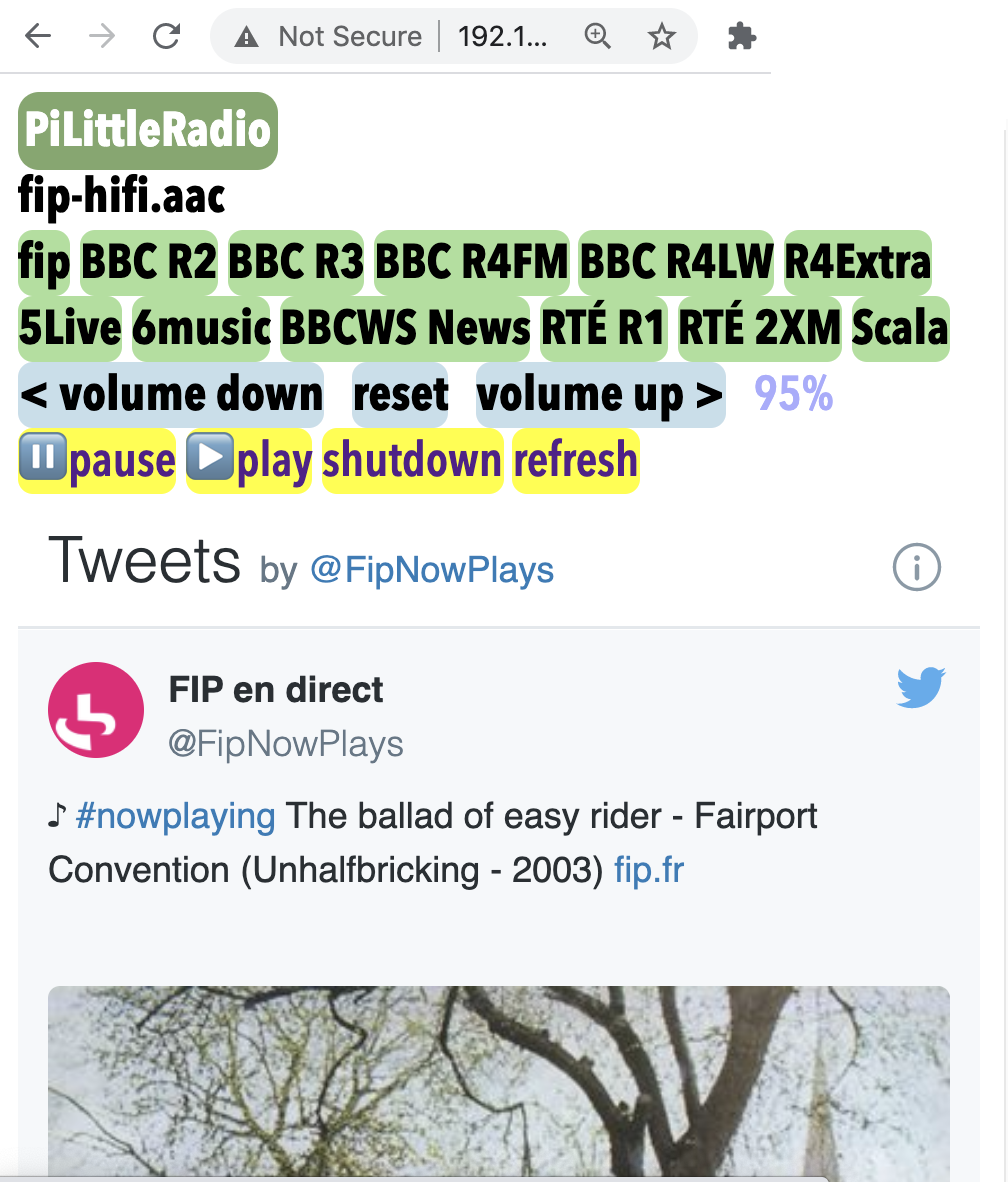 Not Secure | 192.1...
PiLittleRadio
fip-hifi.aac
fip BBC R2 BBC R3 BBC R4FM BBC R4LW R4Extra
5Live 6music BBCWS News RTÉ R1 RTÉ 2XM Scala
< volume down reset volume up > 95%
⏸pause ▶play shutdown refresh
Tweets by @FipNowPlays
FIP en direct
@FipNowPlays
♪ #nowplaying The ballad of easy rider - Fairport
Convention (Unhalfbricking - 2003) fip.fr